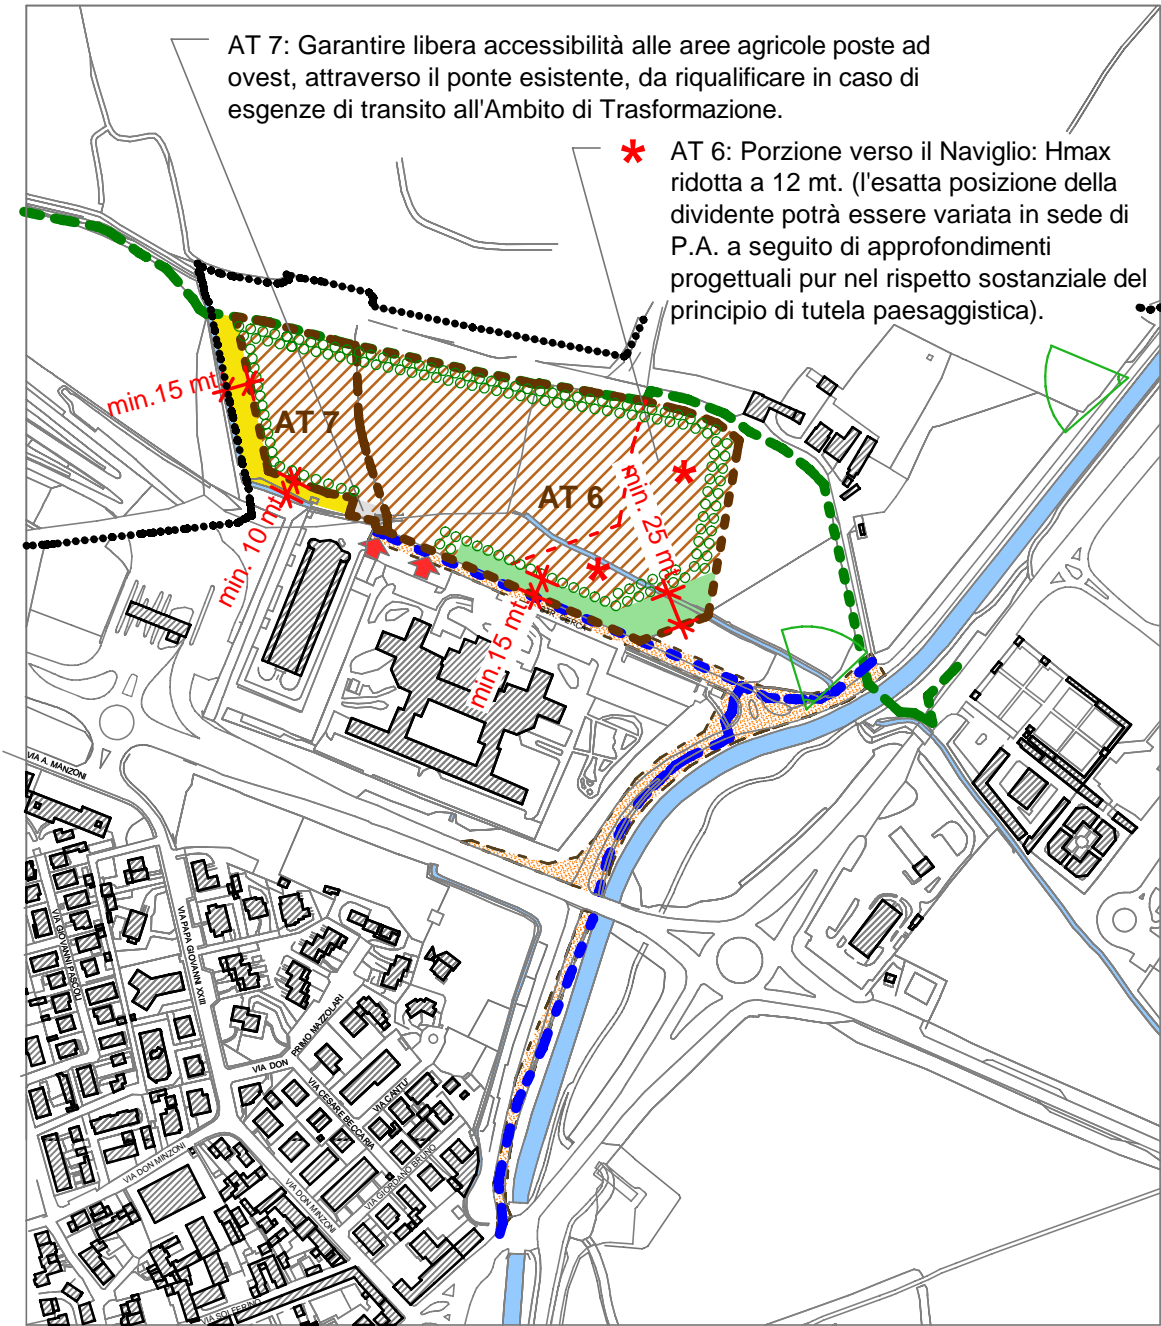 AT 7: Garantire libera accessibilità alle aree agricole poste ad
ovest, attraverso il ponte esistente, da riqualificare in caso di
esgenze di transito all'Ambito di Trasformazione.
* AT 6: Porzione verso il Naviglio: Hmax
ridotta a 12 mt. (l'esatta posizione della
dividente potrà essere variata in sede di
P.A. a seguito di approfondimenti
progettuali pur nel rispetto sostanziale del
principio di tutela paesaggistica).
min.15 mt.
AT 7
AT 6
min. 25 mt.
min. 10 mt.
min.15 mt.
VIA A. MANZONI
VIA GIOVANNI PASCOLI
VIA PAPA GIOVANNI XXIII
VIA DON PRIMO MAZZOLARI
VIA CESARE BECCARIA
VIA CANTU'
VIA GIORDANO BRUNO
VIA DON MINZONI
VIA DON MINZONI
VIA SOLFERINO